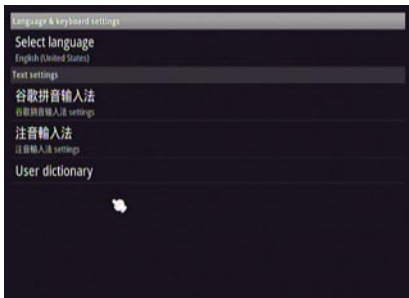 Language & keyboard settings
Select language
English (United States)
Text settings
谷歌拼音输入法
谷歌拼音输入法 settings
注音輸入法
注音輸入法 settings
User dictionary